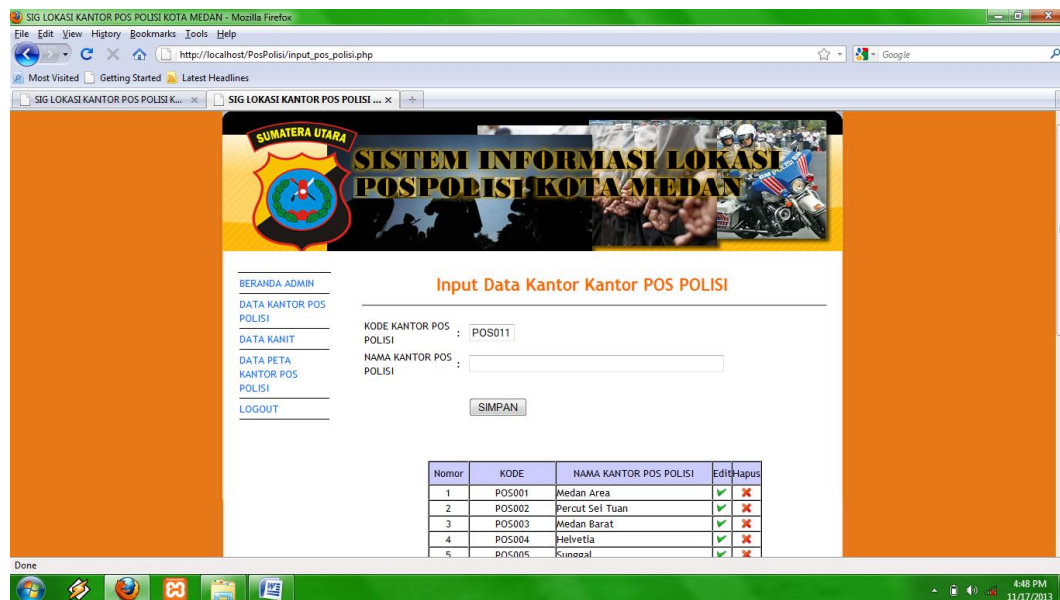 SIG LOKASI KANTOR POS POLISI KOTA MEDAN - Mozilla Firefox
File Edit View History Bookmarks Tools Help
http://localhost/PosPolisi/input_pos_polisi.php
Google
Most Visited Getting Started Latest Headlines
SIG LOKASI KANTOR POS POLISI K...
SIG LOKASI KANTOR POS POLISI ...
SUMATERA UTARA
SISTEM INFORMASI LOKASI
POSPOLISI KOTA MEDAN
BERANDA ADMIN
DATA KANTOR POS
POLISI
DATA KANIT
DATA PETA
KANTOR POS
POLISI
LOGOUT
Input Data Kantor Kantor POS POLISI
KODE KANTOR POS
POLISI : POS011
NAMA KANTOR POS
POLISI :
SIMPAN
Nomor KODE NAMA KANTOR POS POLISI Edit Hapus
1 POS001 Medan Area
2 POS002 Percut Sei Tuan
3 POS003 Medan Barat
4 POS004 Helvetia
5 POS005 Sunggal
Done
4:48 PM
11/17/2013